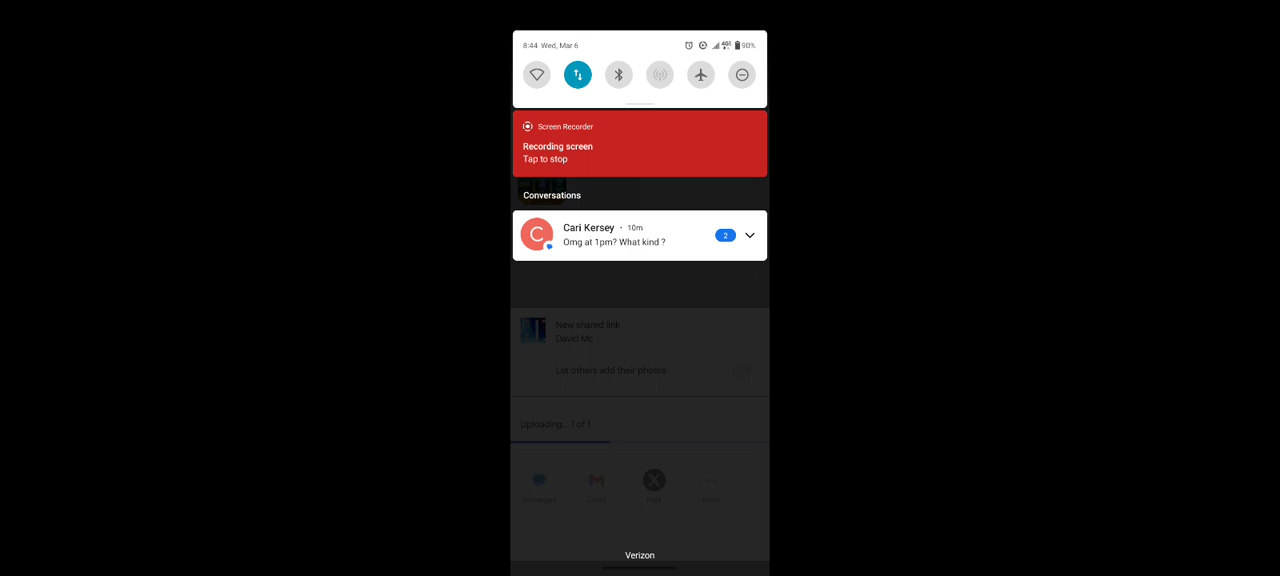 8:44 Wed, Mar 6
90%
Screen Recorder
Recording screen
Tap to stop
Conversations
C
Cari Kersey • 10m
Omg at 1pm? What kind ?
2
New shared link
David Mc
Let others add their photos
Uploading... 1 of 1
Verizon